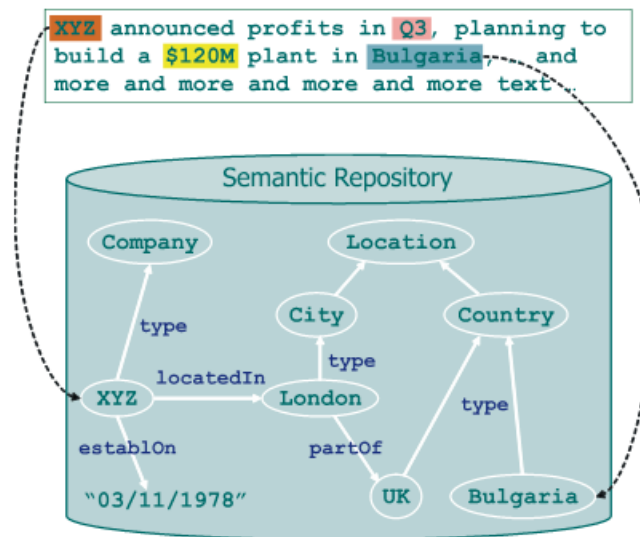 XYZ announced profits in Q3, planning to
build a $120M plant in Bulgaria, and
more and more and more and more text…
Semantic Repository
Company
Location
City
Country
type
type
XYZ
locatedIn
London
type
establOn
partOf
"03/11/1978"
UK
Bulgaria